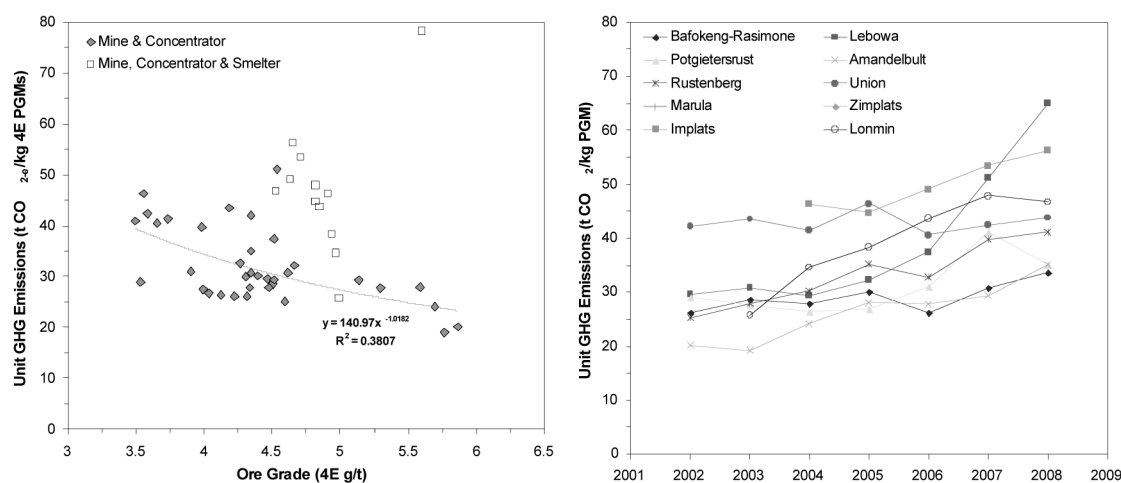 Unit GHG Emissions (t CO 2-e/kg 4E PGMs)
80
70
60
50
40
30
20
10
0
Mine & Concentrator
Mine, Concentrator & Smelter
y = 140.97x -1.0182
R2 = 0.3807
3 3.5 4 4.5 5 5.5 6 6.5
Ore Grade (4E g/t)
Unit GHG Emissions (t CO 2/kg PGM)
80
70
60
50
40
30
20
10
0
Bafokeng-Rasimone Lebowa
Potgietersrust Amandelbult
Rustenberg Union
Marula Zimplats
Implats Lonmin
2001 2002 2003 2004 2005 2006 2007 2008 2009